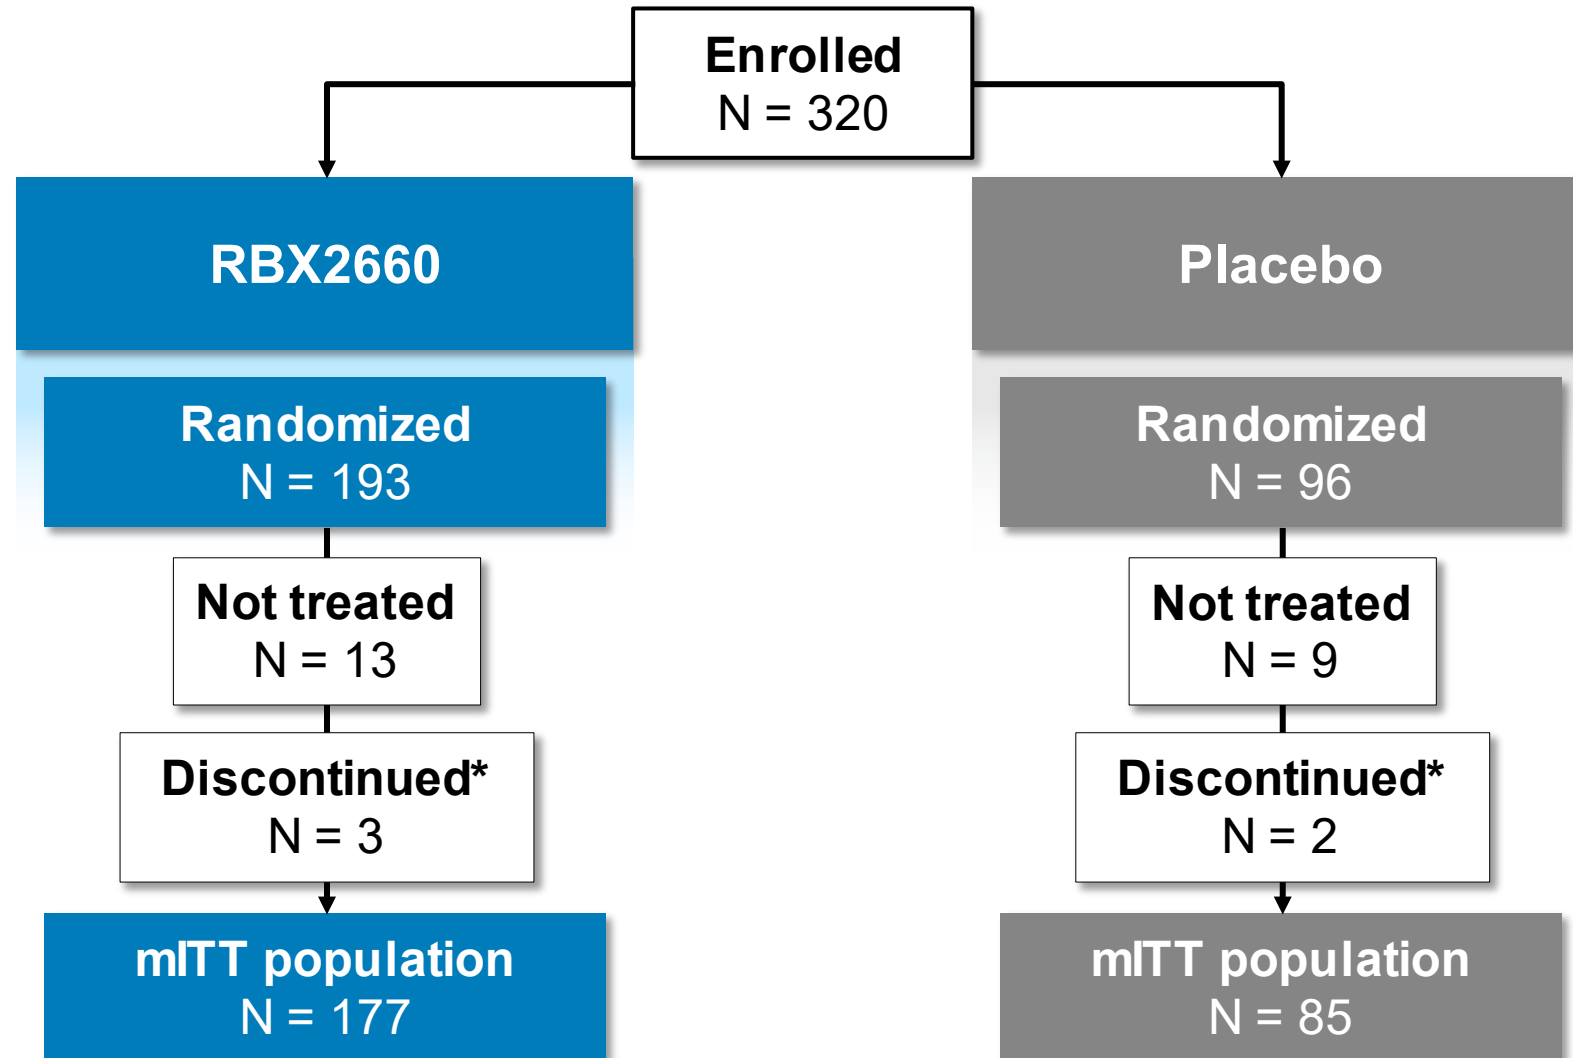 Enrolled
N = 320
RBX2660
Randomized
N = 193
Not treated
N = 13
Discontinued*
N = 3
mITT population
N = 177
Placebo
Randomized
N = 96
Not treated
N = 9
Discontinued*
N = 2
mITT population
N = 85